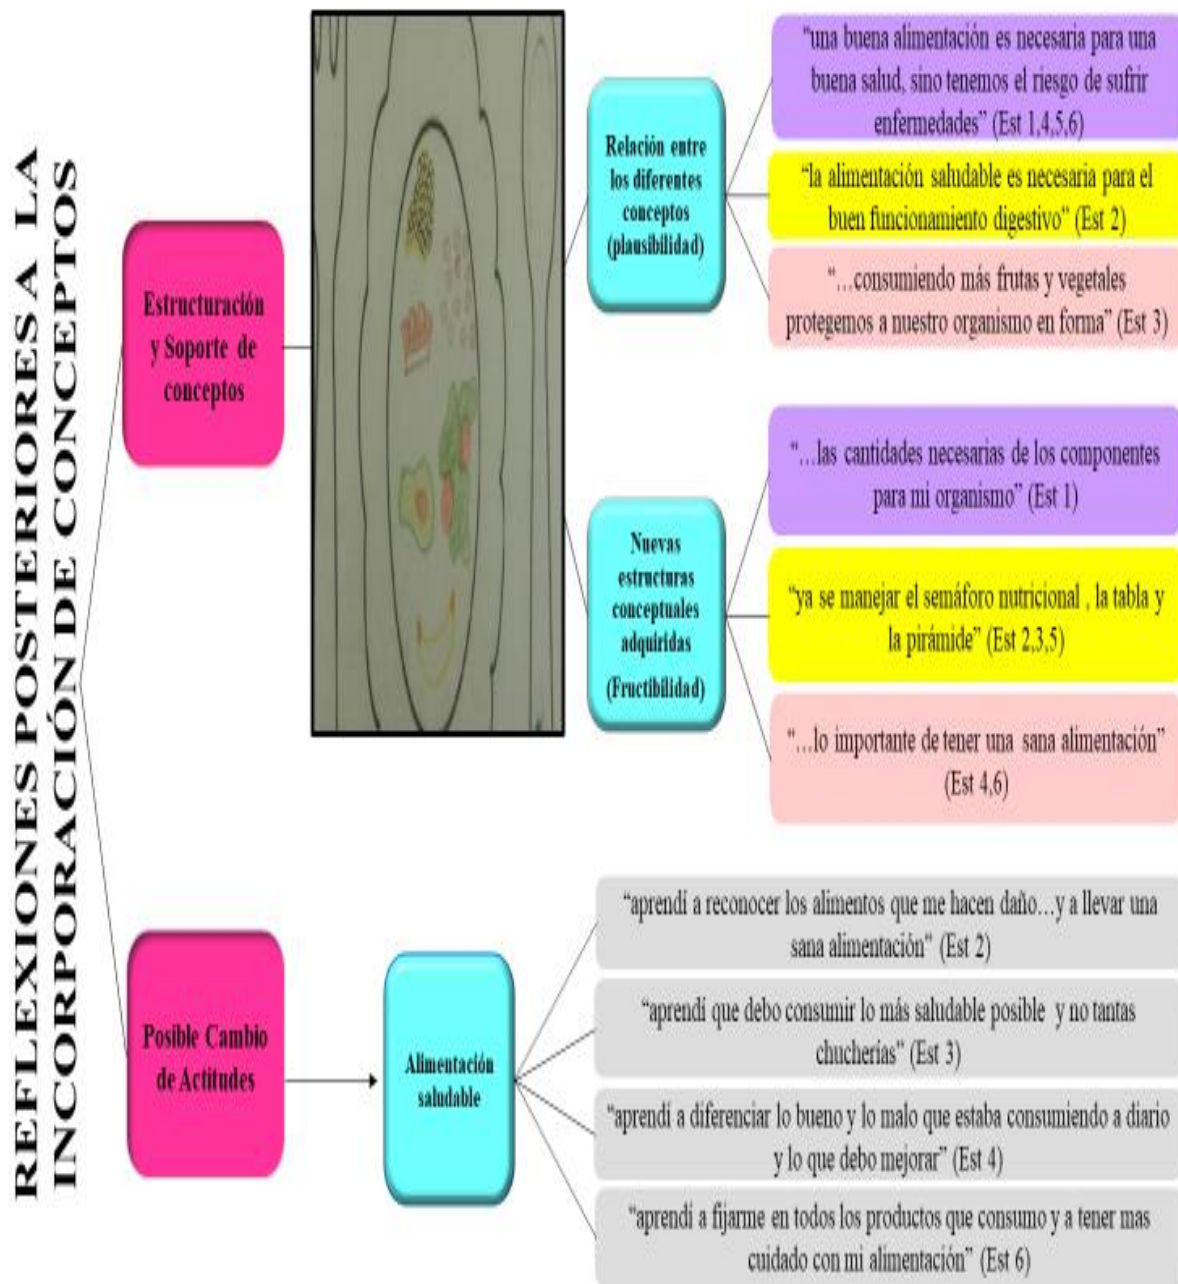 REFLEXIONES POSTERIORES A LA
INCORPORACIÓN DE CONCEPTOS
Estructuración
y Soporte de
conceptos
Relación entre
los diferentes
conceptos
(plausibilidad)
“una buena alimentación es necesaria para una
buena salud, sino tenemos el riesgo de sufrir
enfermedades” (Est 1,4,5,6)
“la alimentación saludable es necesaria para el
buen funcionamiento digestivo” (Est 2)
“…consumiendo más frutas y vegetales
protegemos a nuestro organismo en forma” (Est 3)
Nuevas
estructuras
conceptuales
adquiridas
(Fructibilidad)
“…las cantidades necesarias de los componentes
para mi organismo” (Est 1)
“ya se manejar el semáforo nutricional , la tabla y
la pirámide” (Est 2,3,5)
“…lo importante de tener una sana alimentación”
(Est 4,6)
Posible Cambio
de Actitudes
Alimentación
saludable
“aprendí a reconocer los alimentos que me hacen daño…y a llevar una
sana alimentación” (Est 2)
“aprendí que debo consumir lo más saludable posible y no tantas
chucherías” (Est 3)
“aprendí a diferenciar lo bueno y lo malo que estaba consumiendo a diario
y lo que debo mejorar” (Est 4)
“aprendí a fijarme en todos los productos que consumo y a tener mas
cuidado con mi alimentación” (Est 6)